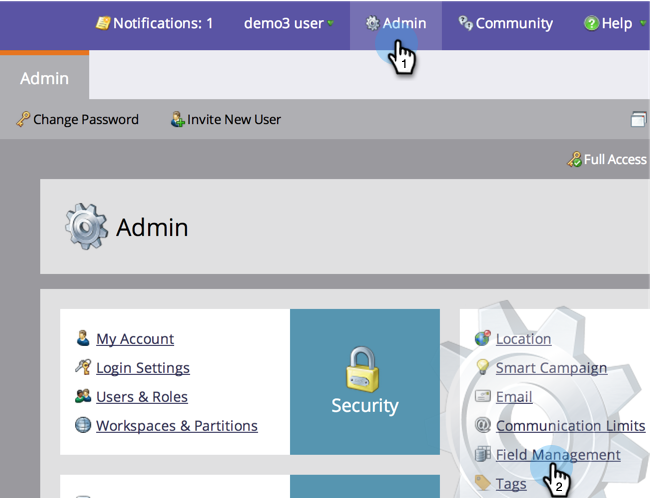 Notifications: 1 demo3 user Admin Community Help
1
Admin
Change Password Invite New User
Full Access
Admin
My Account
Login Settings
Users & Roles
Workspaces & Partitions
Security
Location
Smart Campaign
Email
Communication Limits
Field Management
Tags
2